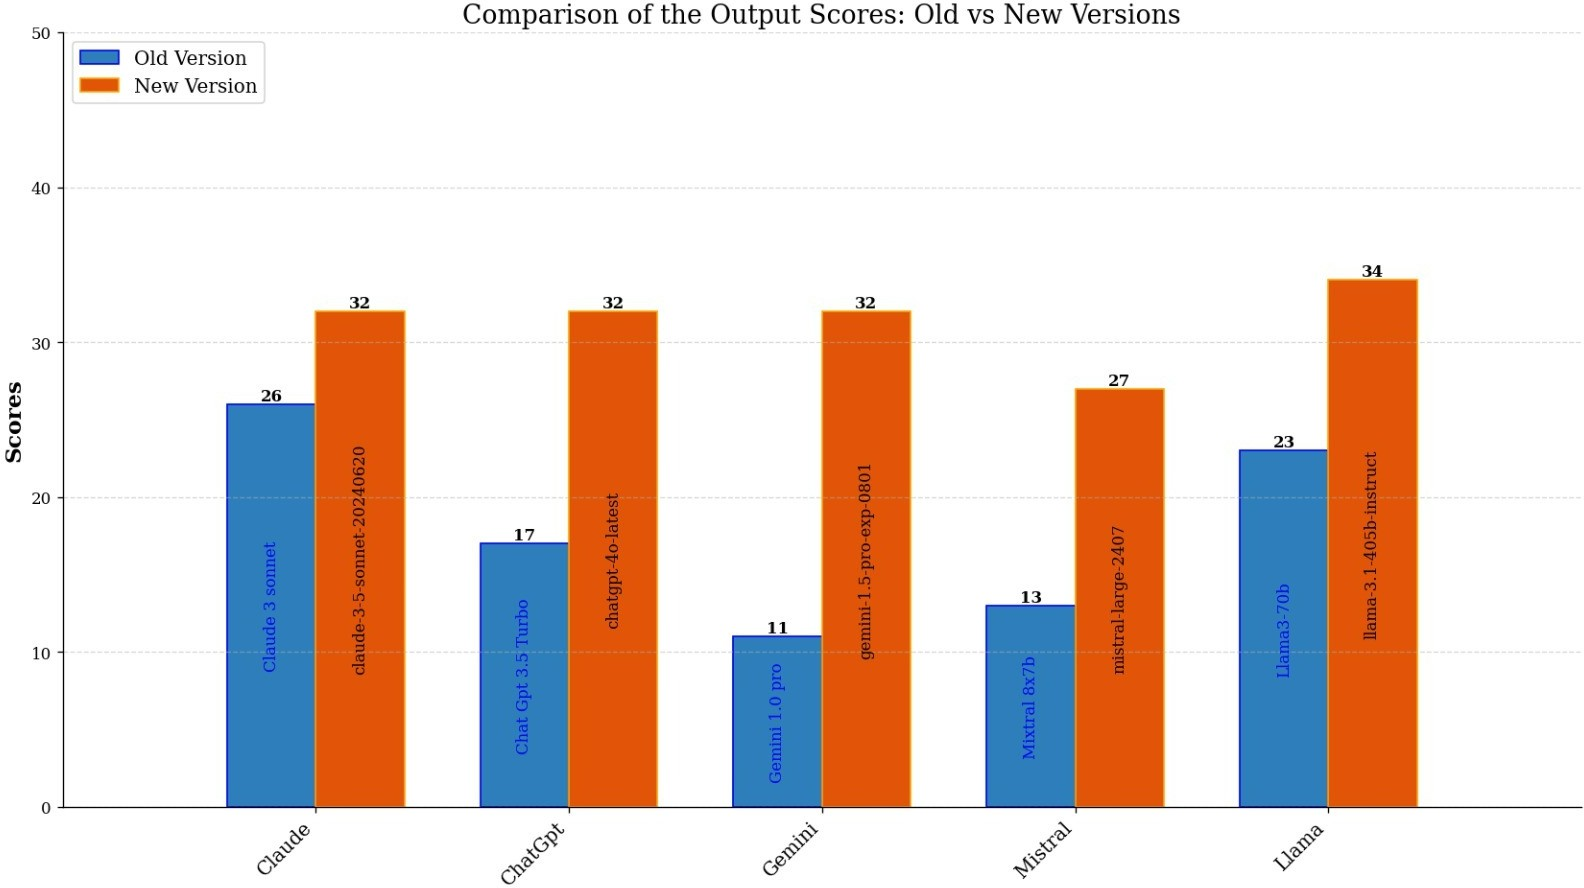 Comparison of the Output Scores: Old vs New Versions
Old Version
New Version
Scores
50
40
30
20
10
0
26
32
17
32
11
32
13
27
23
34
Claude 3 sonnet
claude-3-5-sonnet-20240620
Chat Gpt 3.5 Turbo
chatgpt-4o-latest
Gemini 1.0 pro
gemini-1.5-pro-exp-0801
Mixtral 8x7b
mistral-large-2407
Llama3-70b
llama-3.1-405b-instruct
Claude
ChatGpt
Gemini
Mistral
Llama